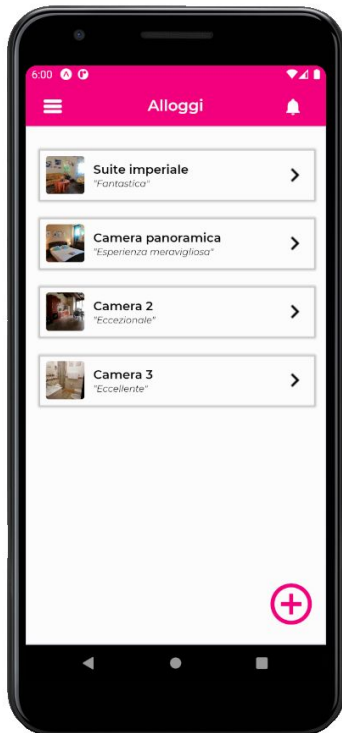 6:00
Alloggi
Suite imperiale
"Fantastica"
Camera panoramica
"Esperienza meravigliosa"
Camera 2
"Eccezionale"
Camera 3
"Eccellente"